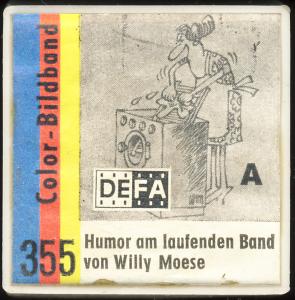 Color-Bildband
DEFA
A
355
Humor am laufenden Band
von Willy Moese